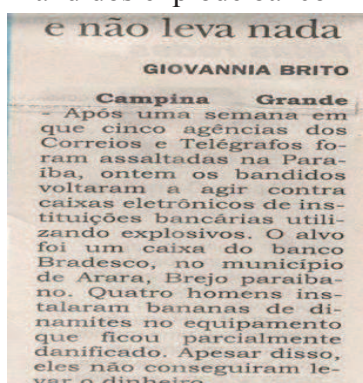 e não leva nada
GIOVANNIA BRITO
Campina Grande
- Após uma semana em
que cinco agências dos
Correios e Telégrafos fo-
ram assaltadas na Para-
íba, ontem os bandidos
voltaram a agir contra
caixas eletrônicos de ins-
tituições bancárias utili-
zando explosivos. O alvo
foi um caixa do banco
Bradesco, no município
de Arara, Brejo paraiba-
no. Quatro homens ins-
talaram bananas de di-
namites no equipamento
que ficou parcialmente
danificado. Apesar disso,
eles não conseguiram le-
var o dinheiro